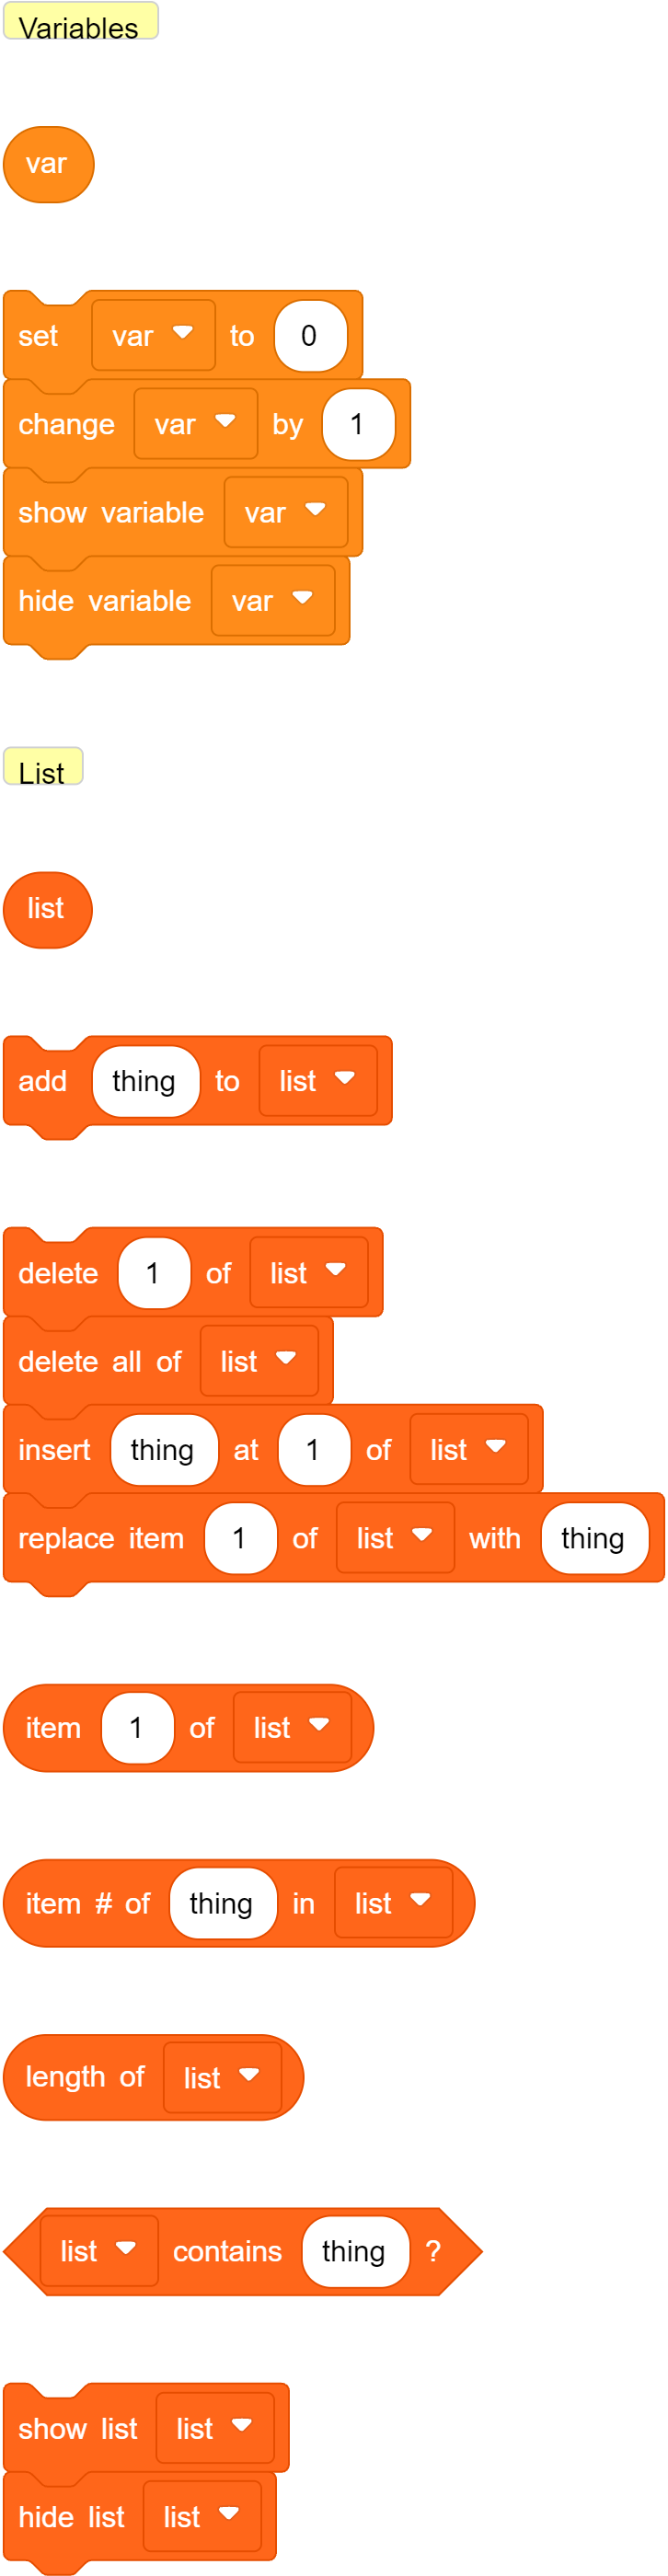 Variables
var
set var to 0
change var by 1
show variable var
hide variable var
List
list
add thing to list
delete 1 of list
delete all of list
insert thing at 1 of list
replace item 1 of list with thing
item 1 of list
item # of thing in list
length of list
list contains thing ?
show list list
hide list list